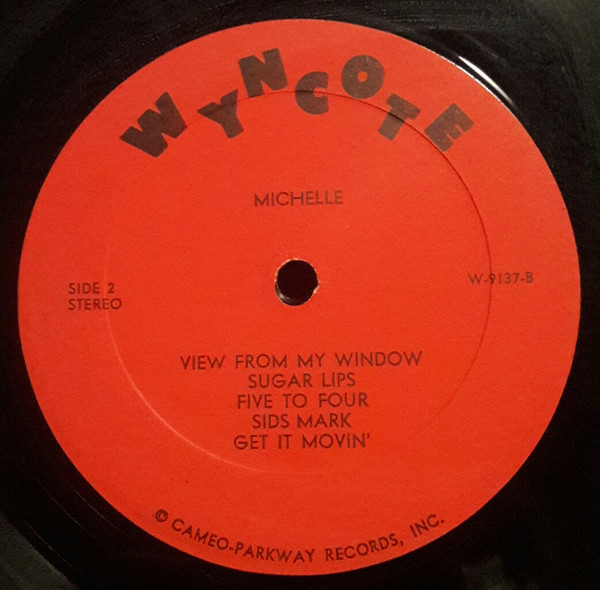 WYNCOTE
MICHELLE
SIDE 2
STEREO
W-9137-B
VIEW FROM MY WINDOW
SUGAR LIPS
FIVE TO FOUR
SIDS MARK
GET IT MOVIN'
© CAMEO-PARKWAY RECORDS, INC.